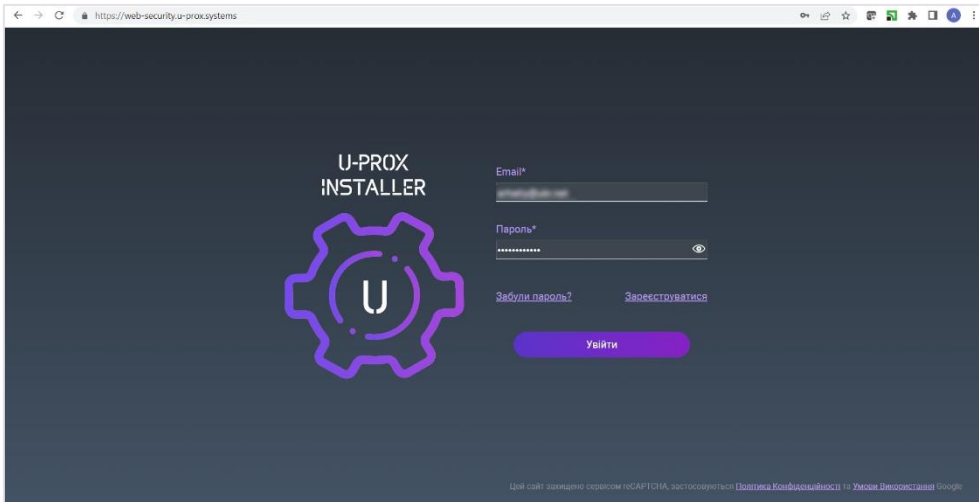 https://web-security.u-prox.systems
A
U-PROX
INSTALLER
Email*
Пароль*
••••••••••••
Забули пароль?
Зареєструватися
Увійти
U
Цей сайт захищено сервісом reCAPTCHA, застосовуються Політика Конфіденційності та Умови Використання Google